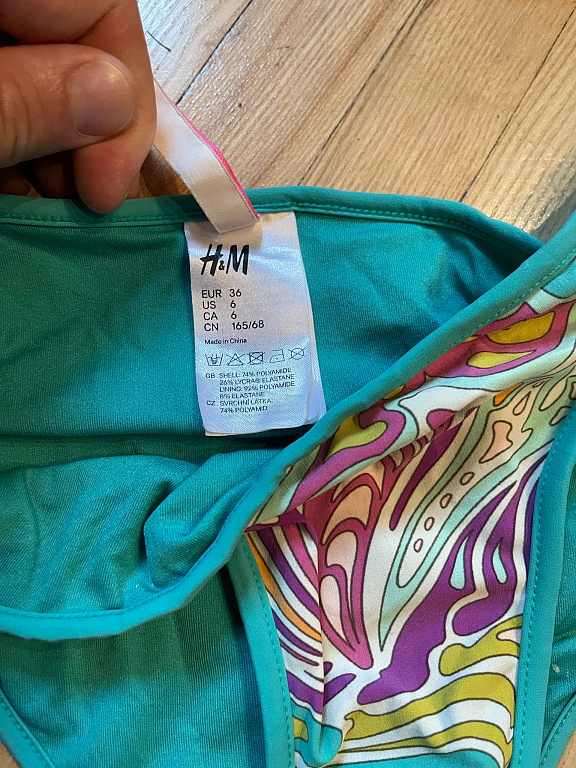 H&M
EUR 36
US 6
CA 6
CN 165/68
Made in China
GB SHELL: 74% POLYAMIDE
26% LYCRA® ELASTANE
LINING: 92% POLYAMIDE
8% ELASTANE
CZ SVRCHNÍ LÁTKA:
74% POLYAMID